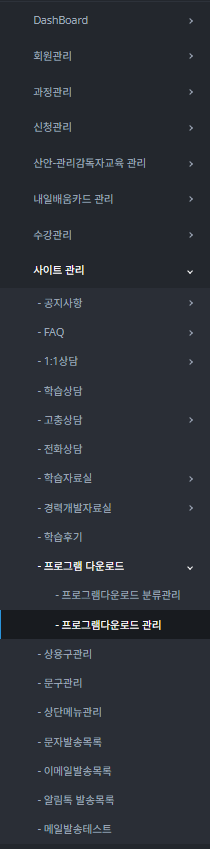 DashBoard
회원관리
과정관리
신청관리
산안-관리감독자교육 관리
내일배움카드 관리
수강관리
사이트 관리
- 공지사항
- FAQ
- 1:1상담
- 학습상담
- 고충상담
- 전화상담
- 학습자료실
- 경력개발자료실
- 학습후기
- 프로그램 다운로드
- 프로그램다운로드 분류관리
- 프로그램다운로드 관리
- 상용구관리
- 문구관리
- 상단메뉴관리
- 문자발송목록
- 이메일발송목록
- 알림톡 발송목록
- 메일발송테스트